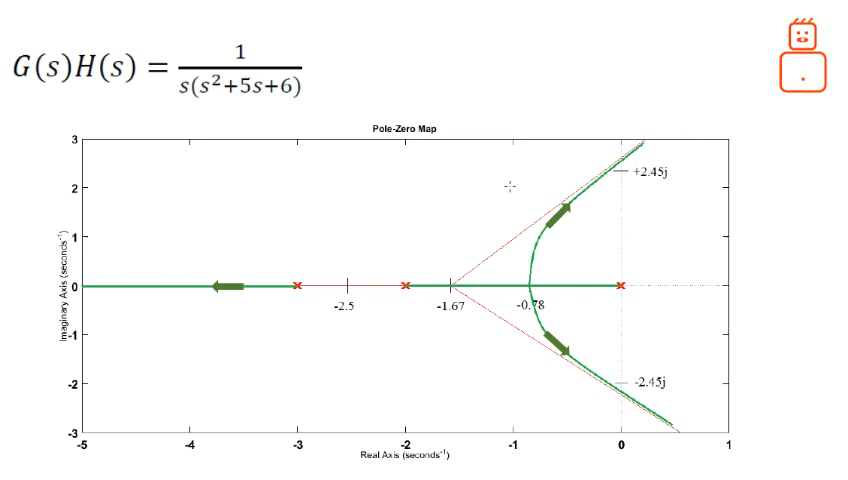 G(s)H(s) = 1 / s(s²+5s+6)
Pole-Zero Map
3
+2.45j
2
1
Imaginary Axis (seconds⁻¹)
0
-2.5
-1.67
-0.78
-1
-2
-2.45j
-3
-5
-4
-3
-2
-1
0
1
Real Axis (seconds⁻¹)